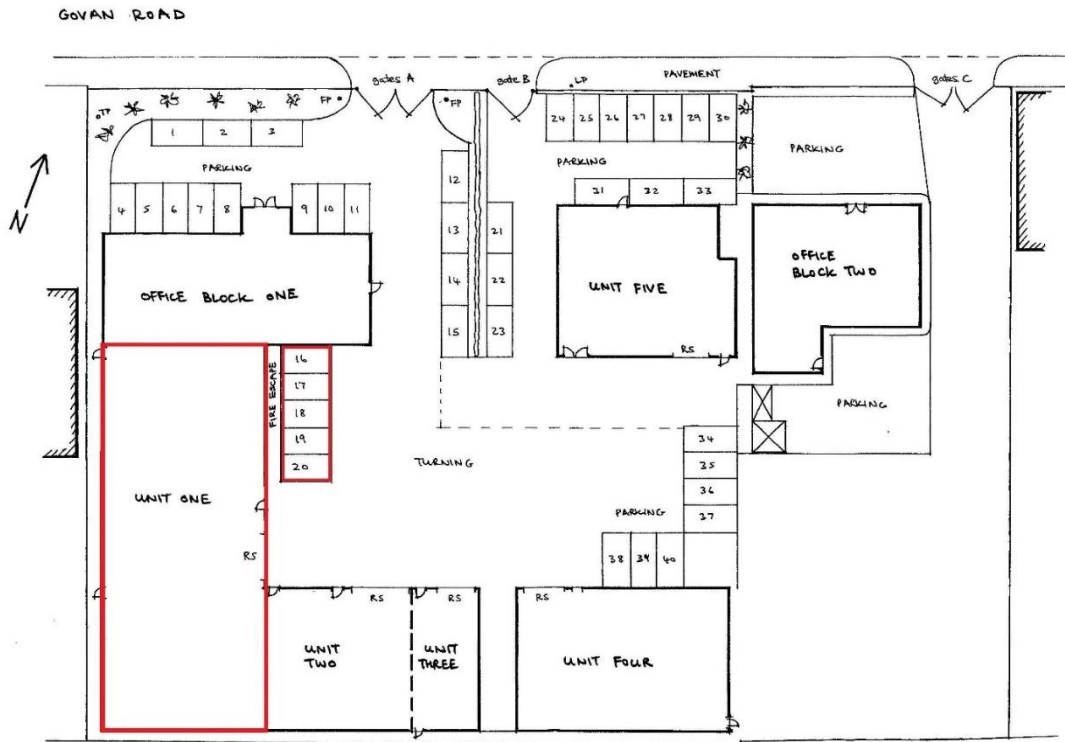 GOVAN ROAD
gates A
gate B
PAVEMENT
gates C
LP
TP
FP
FP
24 25 26 27 28 29 30
1 2 3
PARKING
PARKING
PARKING
12
31 32 33
4 5 6 7 8
9 10 11
13
21
14
22
15
23
OFFICE BLOCK ONE
UNIT FIVE
OFFICE
BLOCK TWO
RS
N
FIRE ESCAPE
16
17
18
19
20
PARKING
34
35
36
37
TURNING
UNIT ONE
PARKING
RS
38 39 40
RS
RS
RS
UNIT
TWO
UNIT
THREE
UNIT FOUR